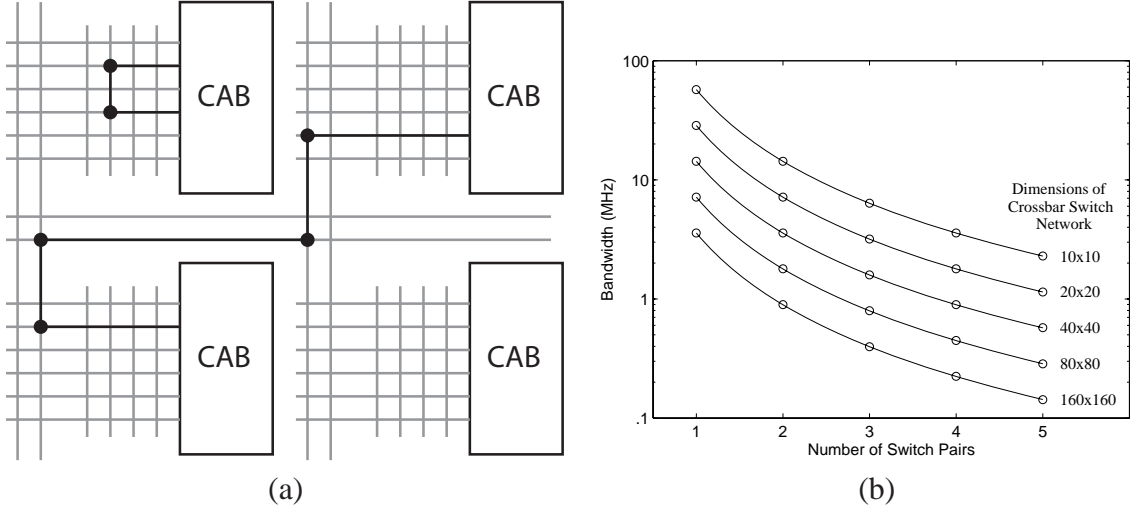 CAB
CAB
CAB
CAB
(a)
100
10
1
.1
Bandwidth (MHz)
1 2 3 4 5
Number of Switch Pairs
Dimensions of
Crossbar Switch
Network
10x10
20x20
40x40
80x80
160x160
(b)